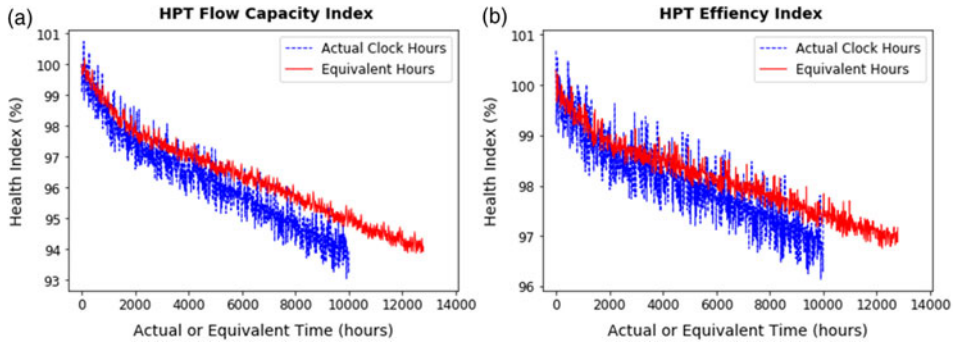 (a)
HPT Flow Capacity Index
101
100
99
98
97
96
95
94
93
Health Index (%)
Actual Clock Hours
Equivalent Hours
0 2000 4000 6000 8000 10000 12000 14000
Actual or Equivalent Time (hours)
(b)
HPT Effiency Index
101
100
99
98
97
96
Health Index (%)
Actual Clock Hours
Equivalent Hours
0 2000 4000 6000 8000 10000 12000 14000
Actual or Equivalent Time (hours)